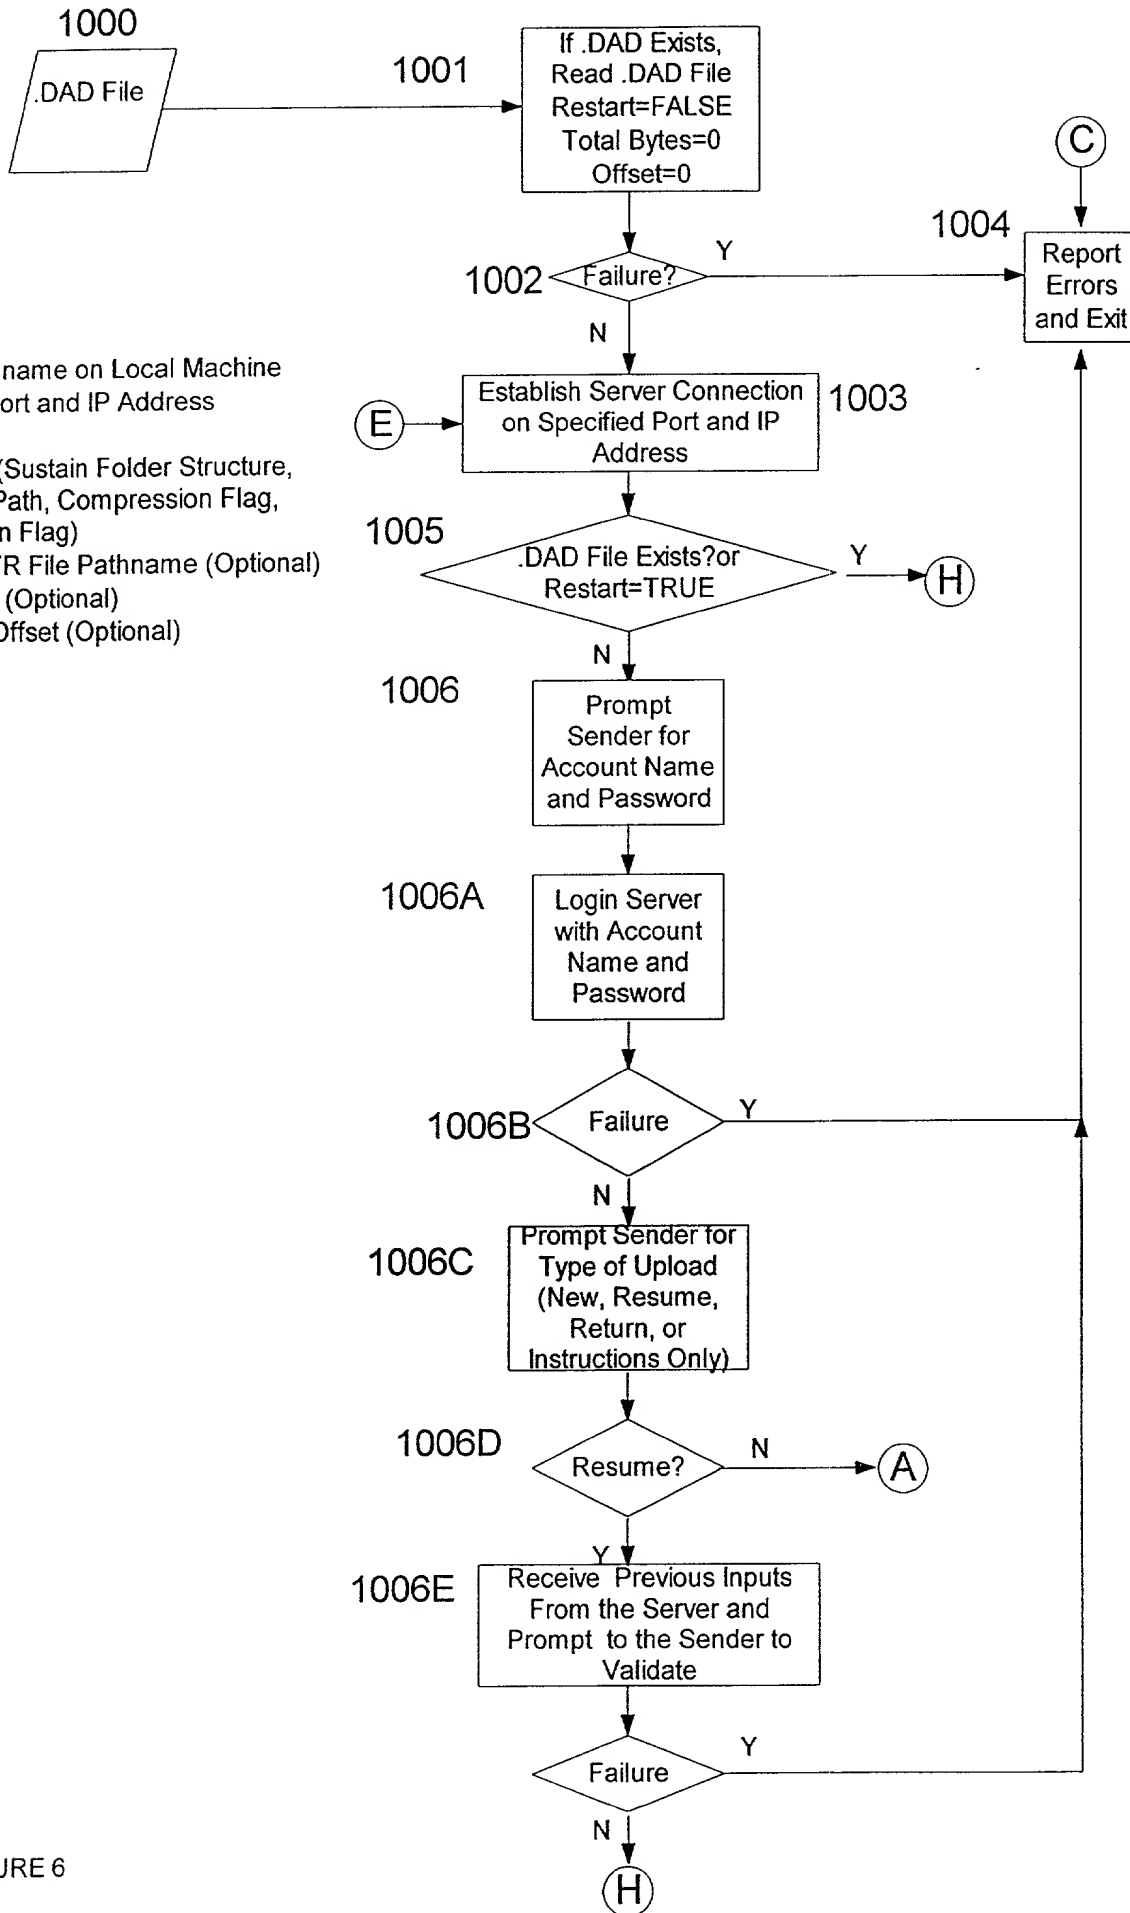 1000
.DAD File
1001
If .DAD Exists,
Read .DAD File
Restart=FALSE
Total Bytes=0
Offset=0
C
1004
Report
Errors
and Exit
1002
Failure?
Y
N
name on Local Machine
ort and IP Address
(Sustain Folder Structure,
Path, Compression Flag,
n Flag)
R File Pathname (Optional)
(Optional)
Offset (Optional)
E
Establish Server Connection
on Specified Port and IP
Address
1003
1005
.DAD File Exists?or
Restart=TRUE
Y
H
N
1006
Prompt
Sender for
Account Name
and Password
1006A
Login Server
with Account
Name and
Password
1006B
Failure
Y
N
1006C
Prompt Sender for
Type of Upload
(New, Resume,
Return, or
Instructions Only)
1006D
Resume?
N
A
Y
1006E
Receive Previous Inputs
From the Server and
Prompt to the Sender to
Validate
Failure
Y
N
H
URE 6